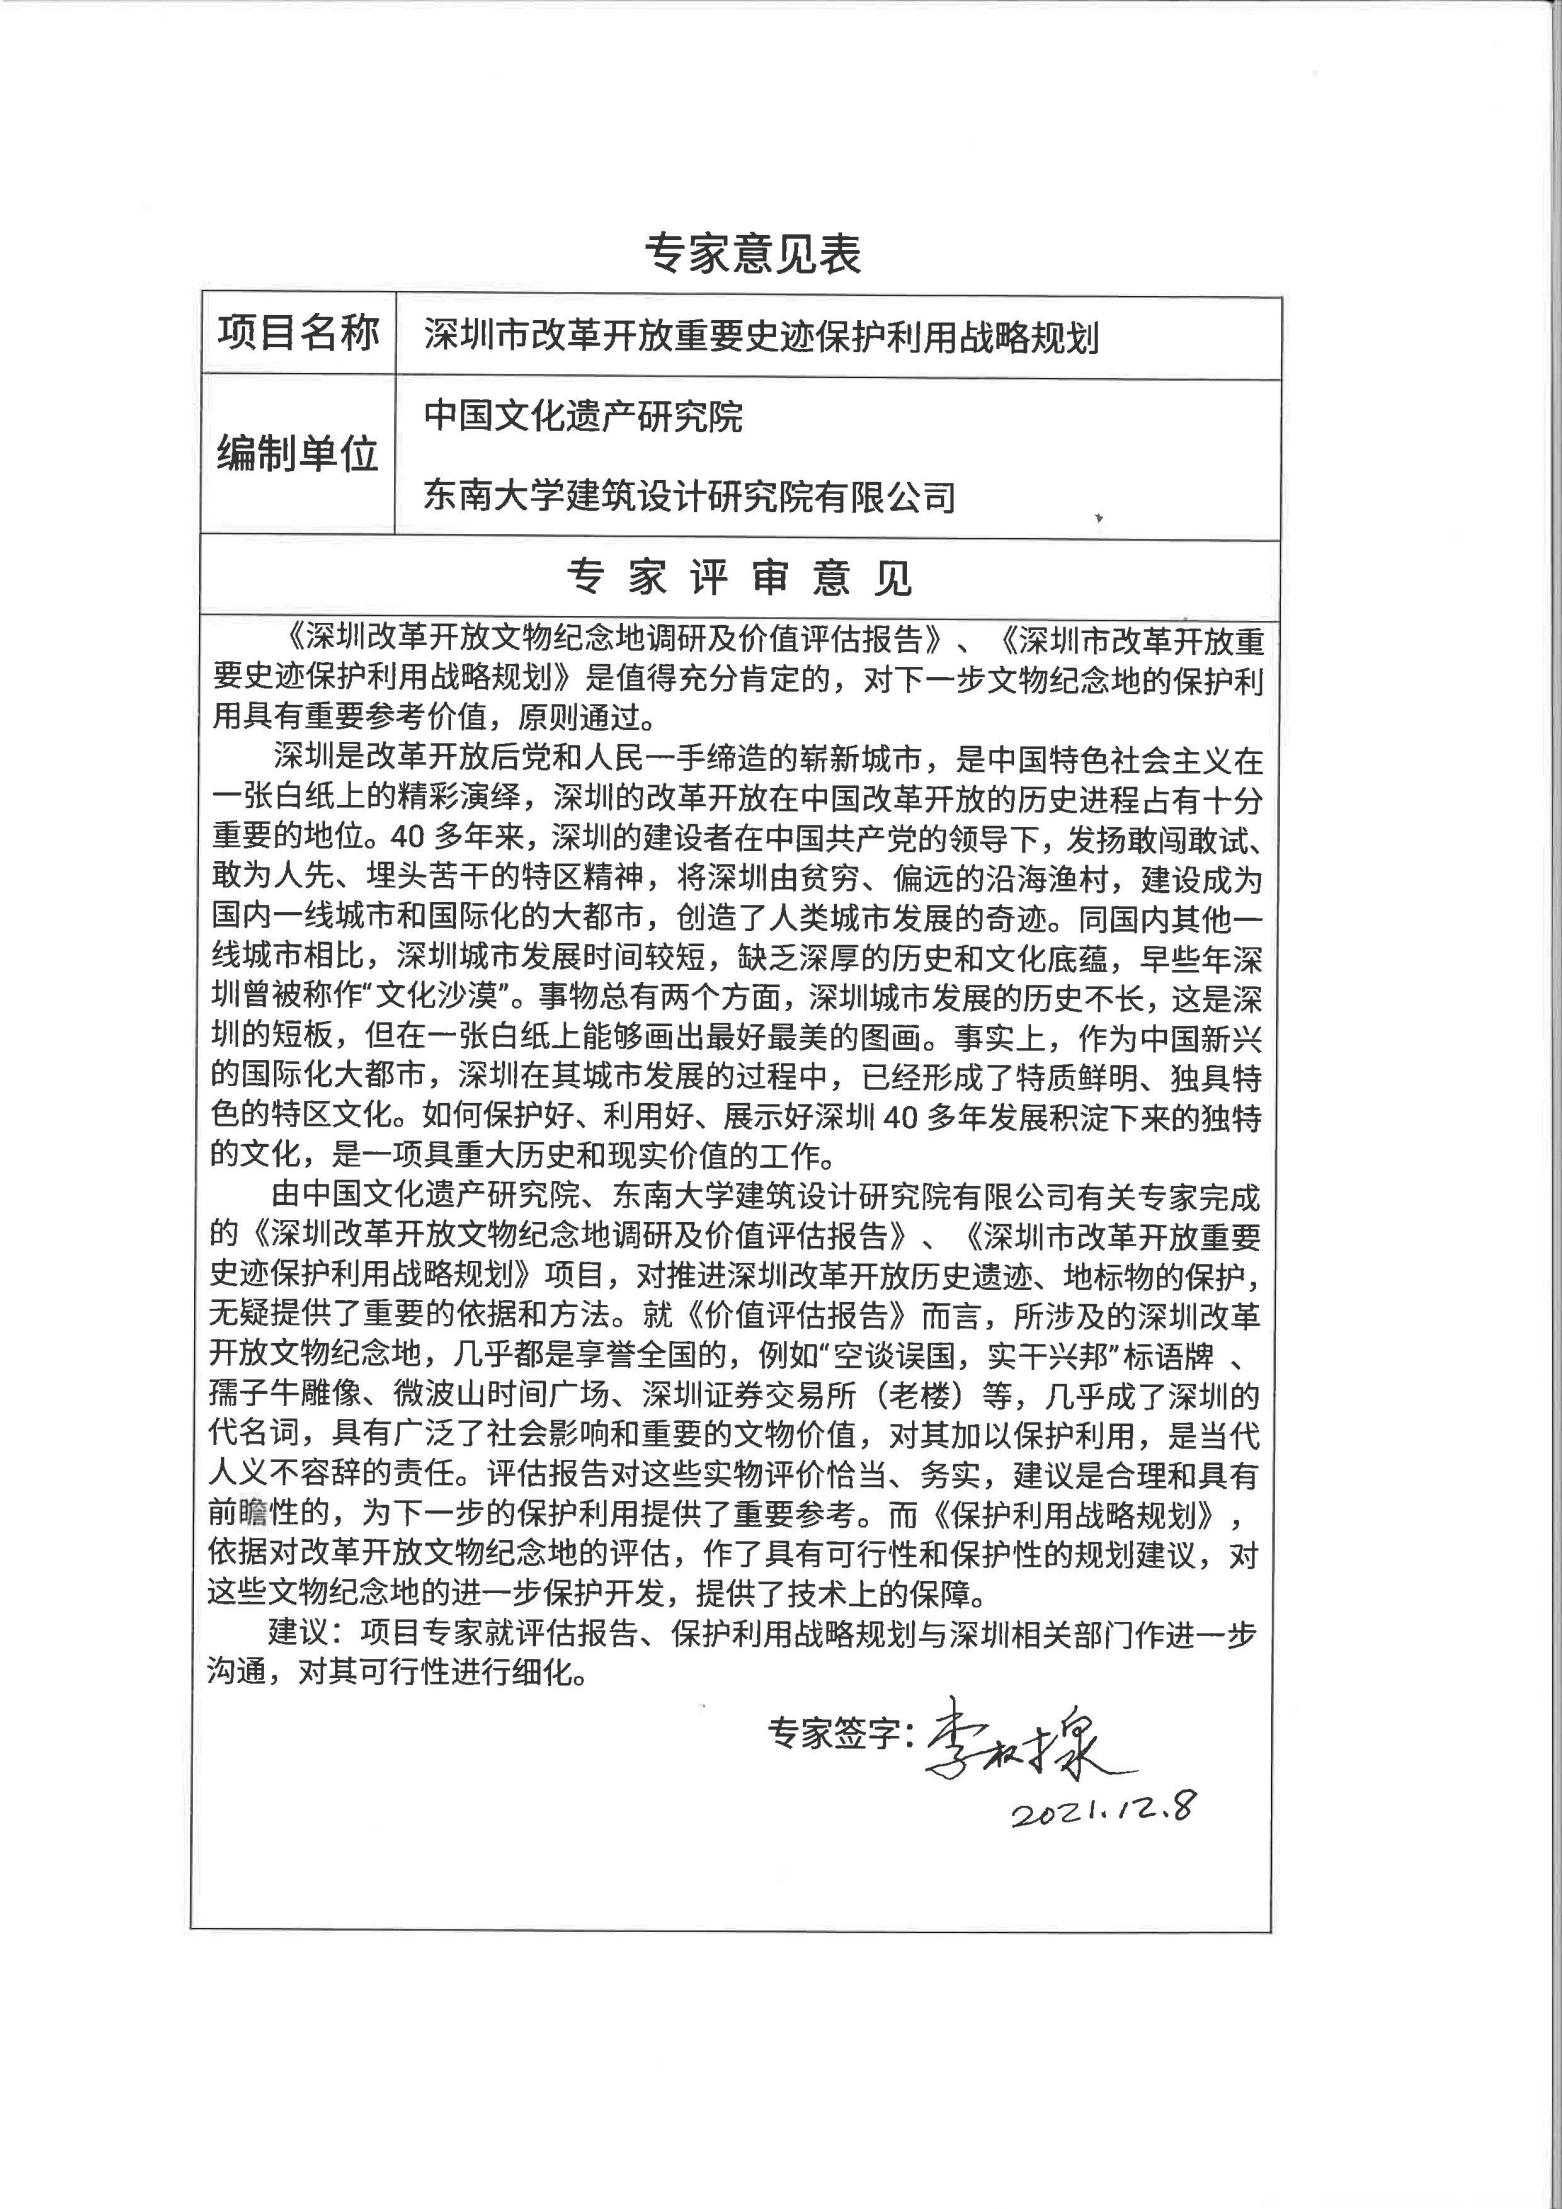 专家意见表
项目名称
深圳市改革开放重要史迹保护利用战略规划
编制单位
中国文化遗产研究院
东南大学建筑设计研究院有限公司
专家评审意见
《深圳改革开放文物纪念地调研及价值评估报告》、《深圳市改革开放重
要史迹保护利用战略规划》是值得充分肯定的，对下一步文物纪念地的保护利
用具有重要参考价值，原则通过。
深圳是改革开放后党和人民一手缔造的崭新城市，是中国特色社会主义在
一张白纸上的精彩演绎，深圳的改革开放在中国改革开放的历史进程占有十分
重要的地位。40 多年来，深圳的建设者在中国共产党的领导下，发扬敢闯敢试、
敢为人先、埋头苦干的特区精神，将深圳由贫穷、偏远的沿海渔村，建设成为
国内一线城市和国际化的大都市，创造了人类城市发展的奇迹。同国内其他一
线城市相比，深圳城市发展时间较短，缺乏深厚的历史和文化底蕴，早些年深
圳曾被称作“文化沙漠”。事物总有两个方面，深圳城市发展的历史不长，这是深
圳的短板，但在一张白纸上能够画出最好最美的图画。事实上，作为中国新兴
的国际化大都市，深圳在其城市发展的过程中，已经形成了特质鲜明、独具特
色的特区文化。如何保护好、利用好、展示好深圳 40 多年发展积淀下来的独特
的文化，是一项具重大历史和现实价值的工作。
由中国文化遗产研究院、东南大学建筑设计研究院有限公司有关专家完成
的《深圳改革开放文物纪念地调研及价值评估报告》、《深圳市改革开放重要
史迹保护利用战略规划》项目，对推进深圳改革开放历史遗迹、地标物的保护，
无疑提供了重要的依据和方法。就《价值评估报告》而言，所涉及的深圳改革
开放文物纪念地，几乎都是享誉全国的，例如“空谈误国，实干兴邦”标语牌 、
孺子牛雕像、微波山时间广场、深圳证券交易所（老楼）等，几乎成了深圳的
代名词，具有广泛了社会影响和重要的文物价值，对其加以保护利用，是当代
人义不容辞的责任。评估报告对这些实物评价恰当、务实，建议是合理和具有
前瞻性的，为下一步的保护利用提供了重要参考。而《保护利用战略规划》，
依据对改革开放文物纪念地的评估，作了具有可行性和保护性的规划建议，对
这些文物纪念地的进一步保护开发，提供了技术上的保障。
建议：项目专家就评估报告、保护利用战略规划与深圳相关部门作进一步
沟通，对其可行性进行细化。
专家签字：李树
2021.12.8